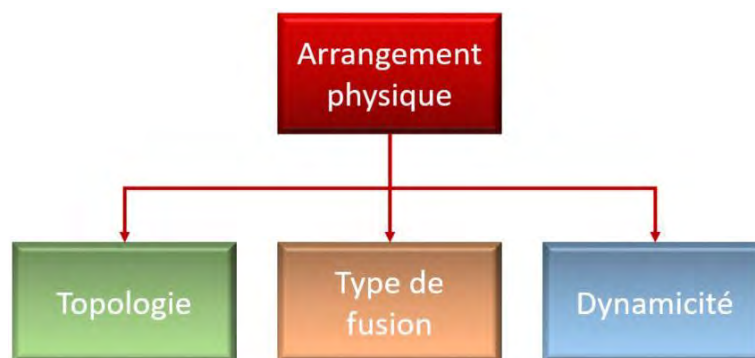 Arrangement
physique
Topologie
Type de
fusion
Dynamicité